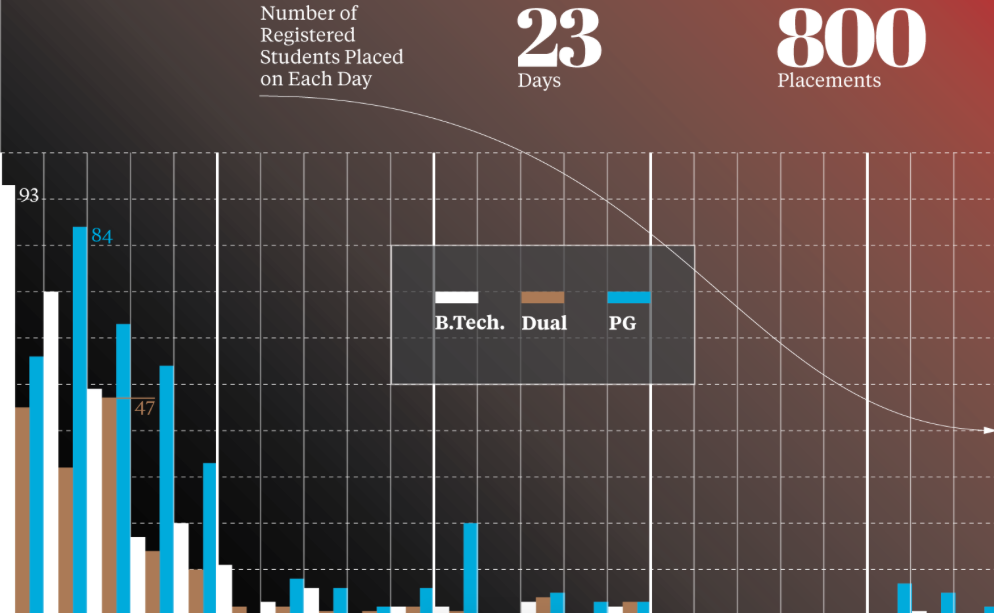 Number of
Registered
Students Placed
on Each Day
23
Days
800
Placements
93
84
47
B.Tech. Dual PG